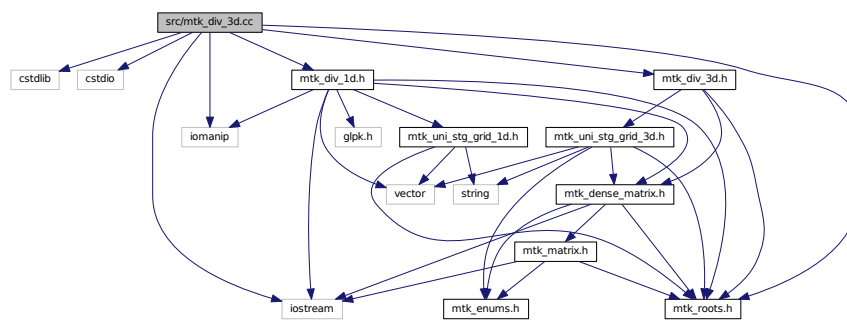 src/mtk_div_3d.cc
cstdlib
cstdio
mtk_div_1d.h
mtk_div_3d.h
iomanip
glpk.h
mtk_uni_stg_grid_1d.h
mtk_uni_stg_grid_3d.h
vector
string
mtk_dense_matrix.h
mtk_matrix.h
iostream
mtk_enums.h
mtk_roots.h